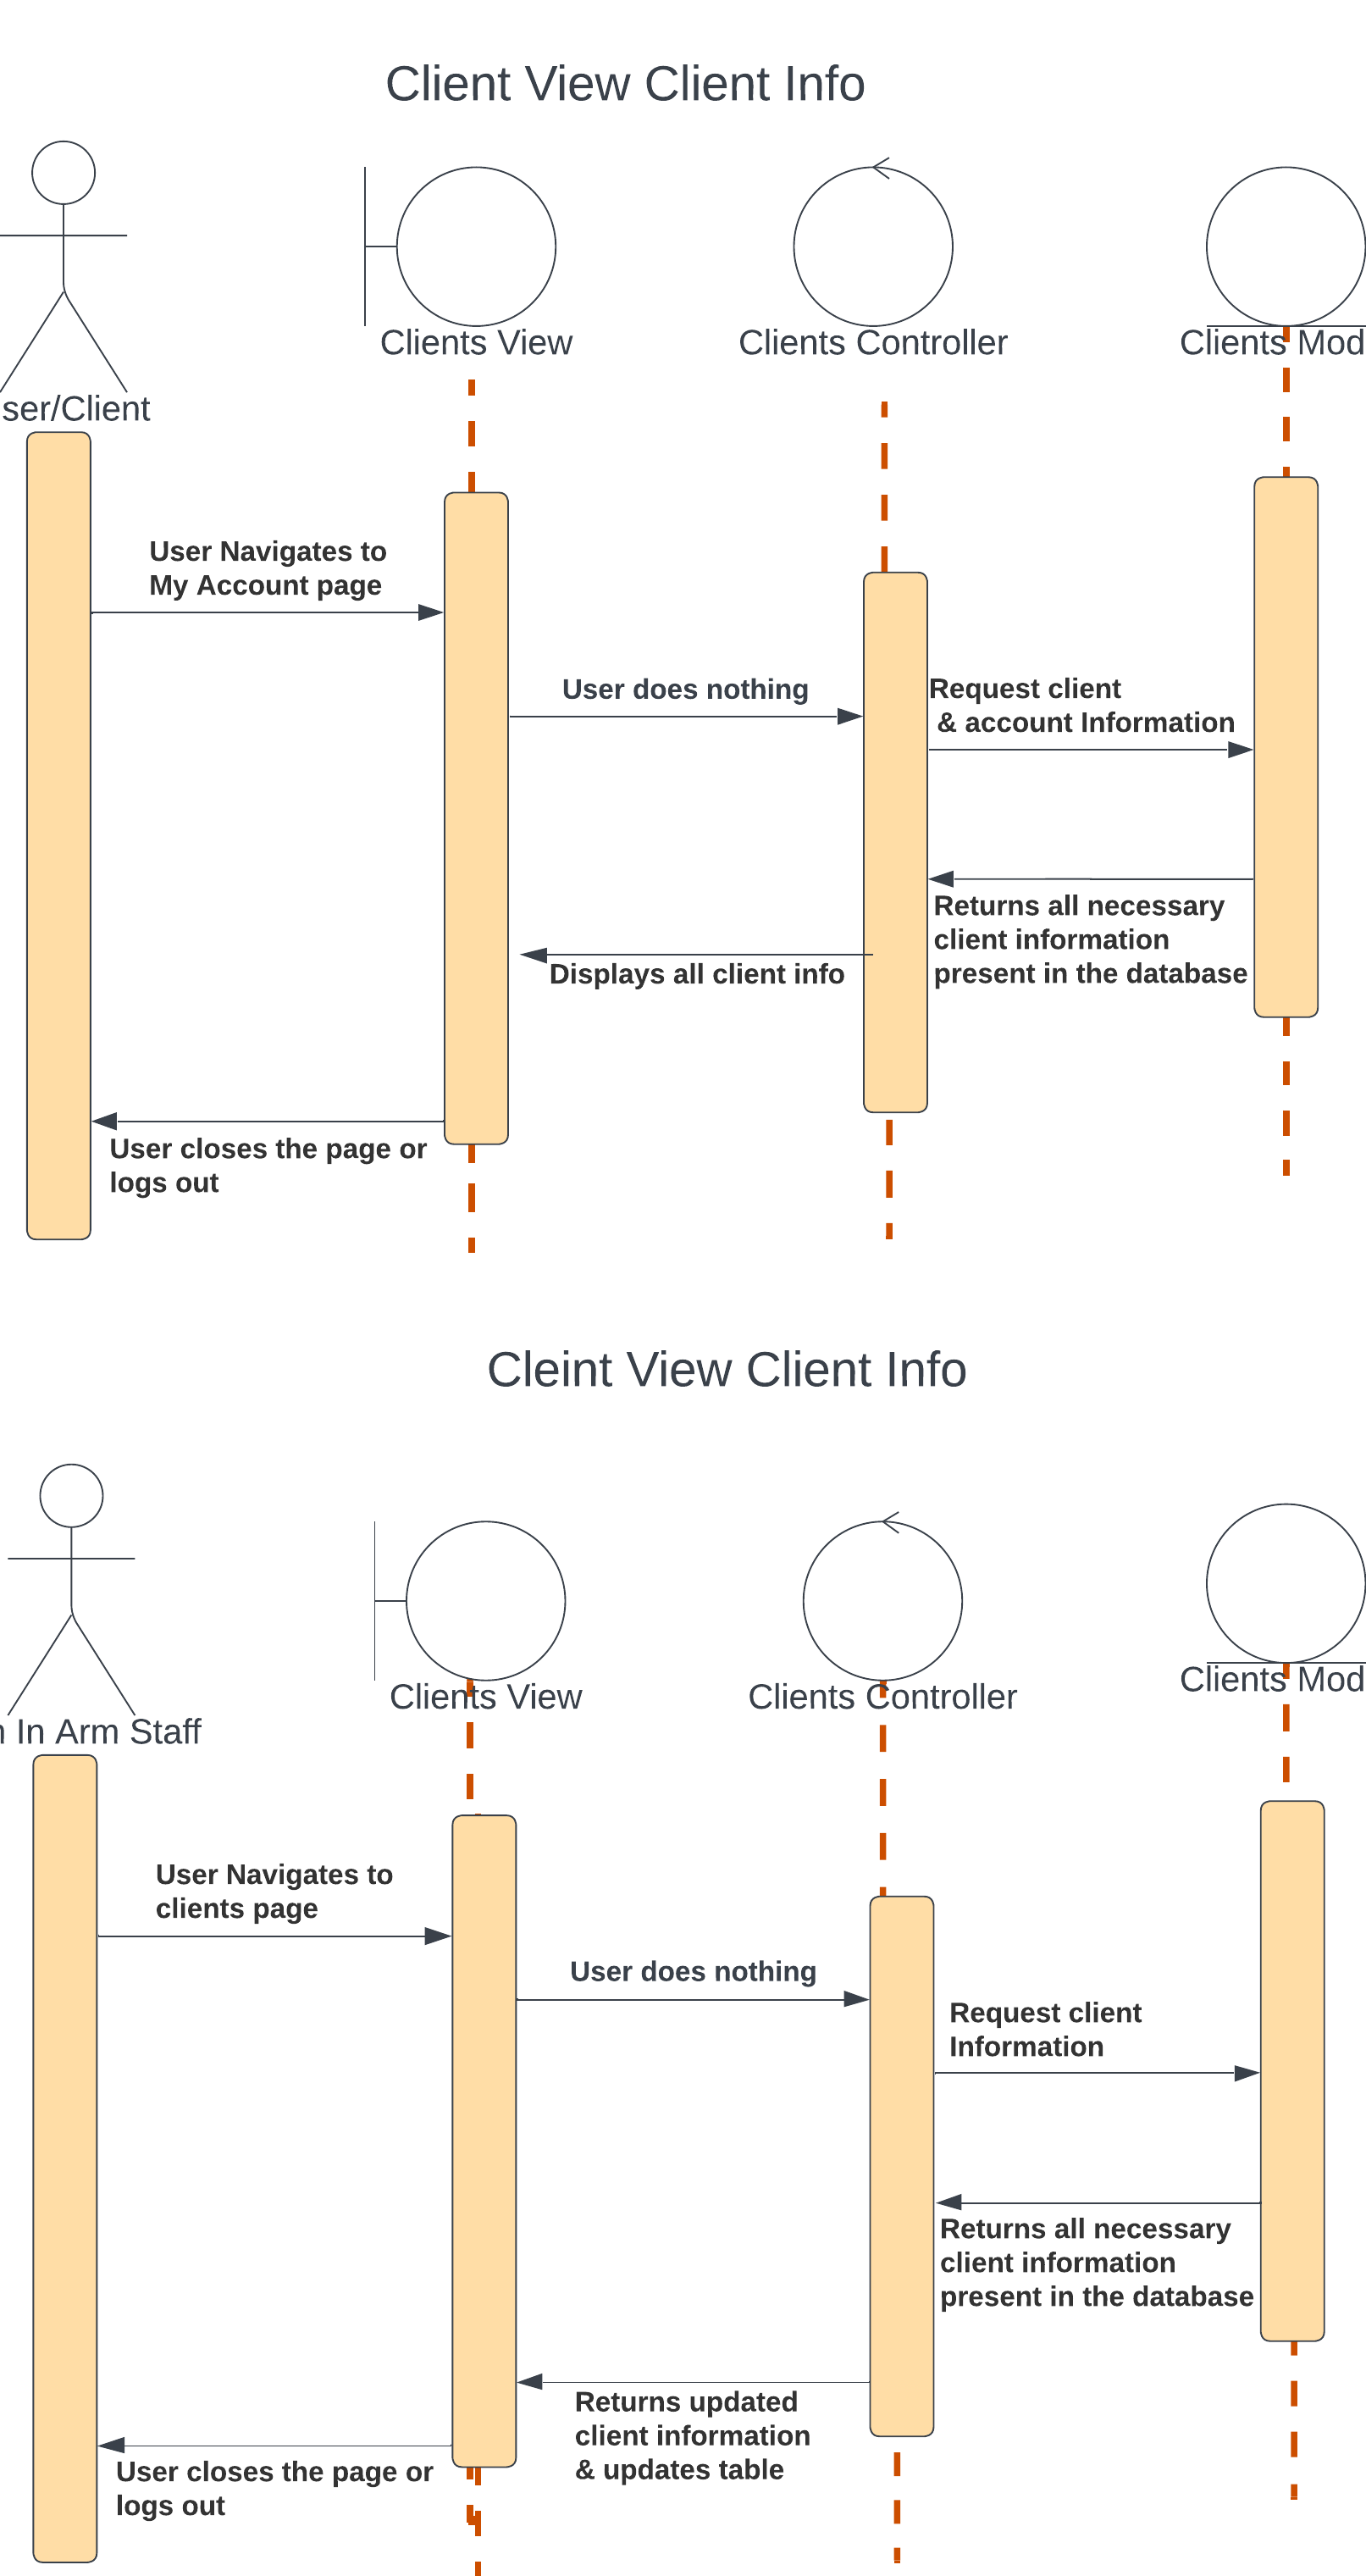 Client View Client Info
Clients View
Clients Controller
Clients Mod
ser/Client
User Navigates to
My Account page
User does nothing
Request client
& account Information
Returns all necessary
client information
present in the database
Displays all client info
User closes the page or
logs out
Cleint View Client Info
Clients View
Clients Controller
Clients Mod
In Arm Staff
User Navigates to
clients page
User does nothing
Request client
Information
Returns all necessary
client information
present in the database
Returns updated
client information
& updates table
User closes the page or
logs out